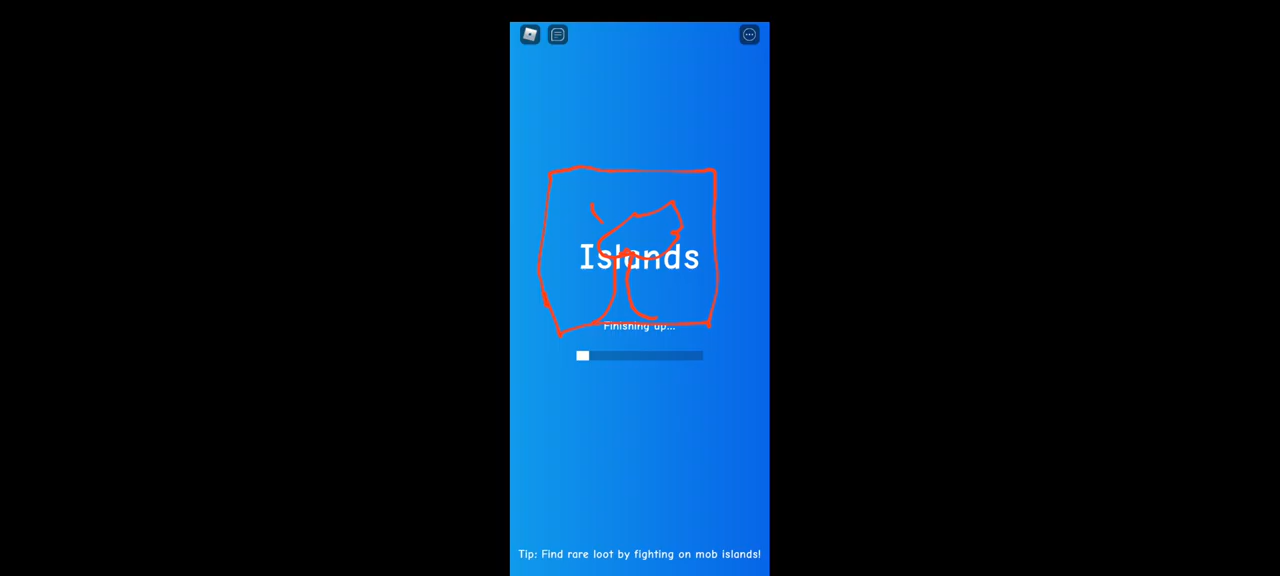 Islands
Finishing up...
Tip: Find rare loot by fighting on mob islands!